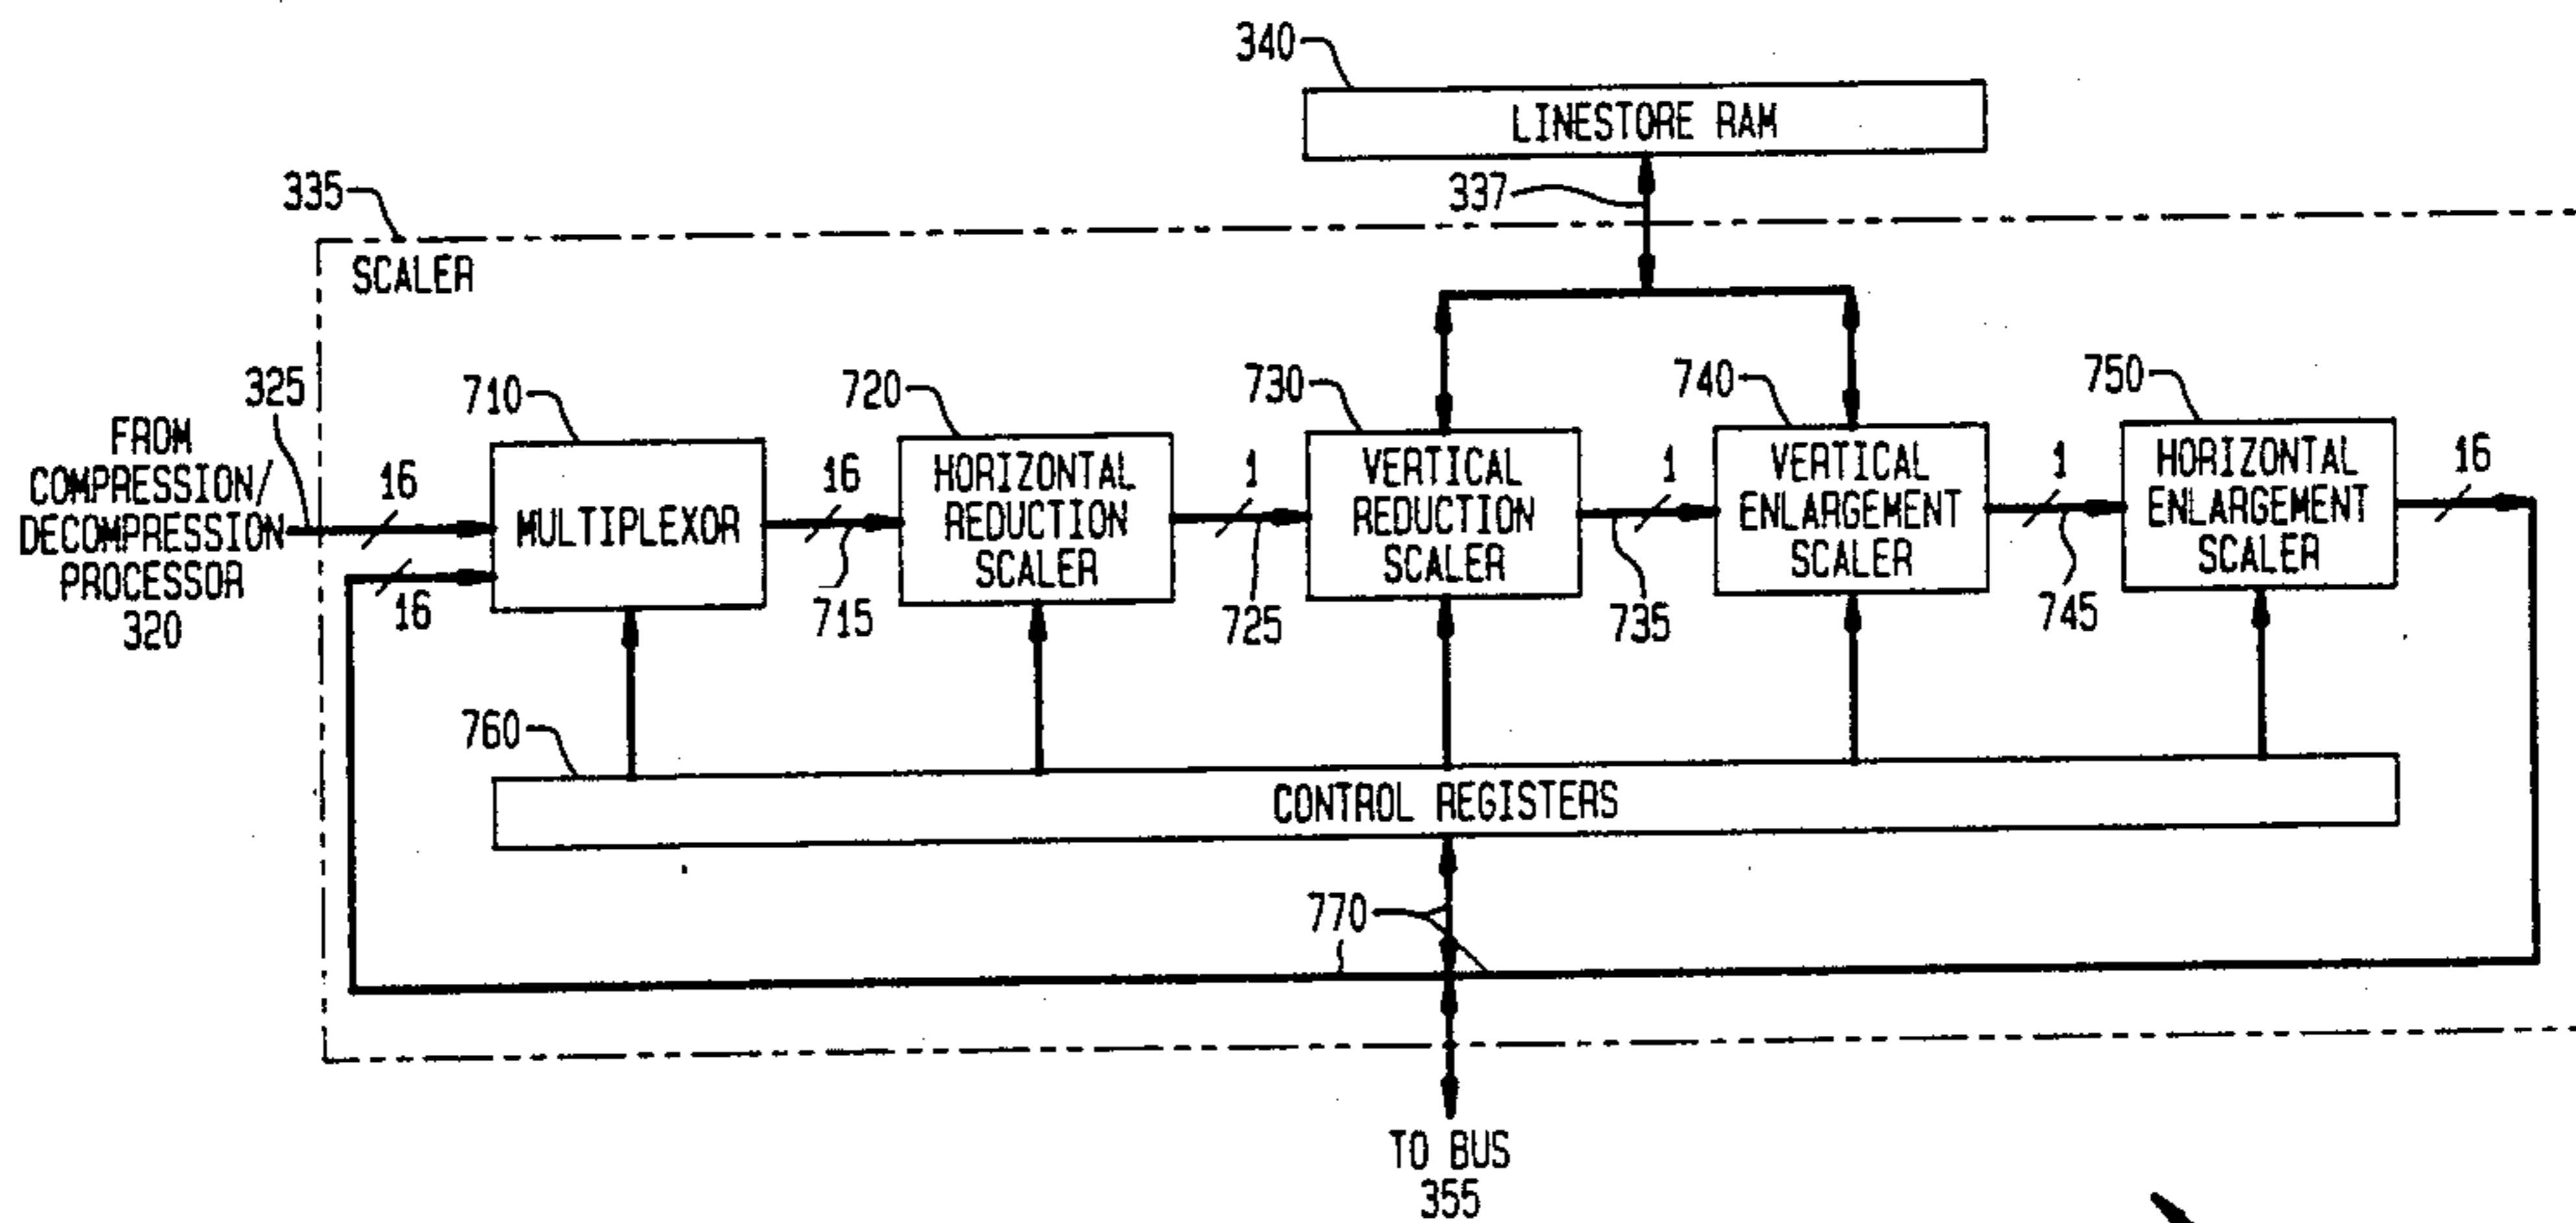 340
LINESTORE RAM
337
335
SCALER
325
FROM
COMPRESSION/
DECOMPRESSION
PROCESSOR
320
16
16
710
MULTIPLEXOR
16
715
720
HORIZONTAL
REDUCTION
SCALER
1
725
730
VERTICAL
REDUCTION
SCALER
1
735
740
VERTICAL
ENLARGEMENT
SCALER
1
745
750
HORIZONTAL
ENLARGEMENT
SCALER
16
760
CONTROL REGISTERS
770
TO BUS
355